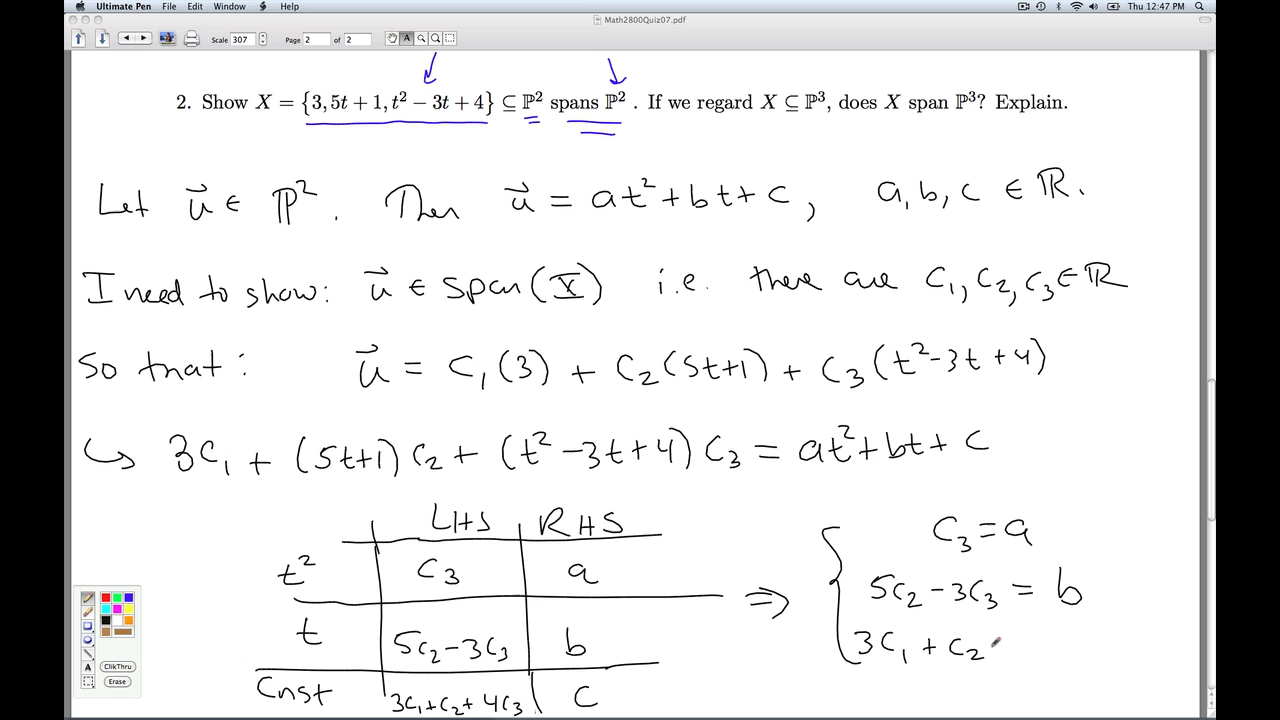 Ultimate Pen File Edit Window Help Thu 12:47 PM
Math2800Quiz07.pdf
Scale 307 Page 2 of 2 A
2. Show X = {3, 5t + 1, t² − 3t + 4} ⊆ ℙ² spans ℙ² . If we regard X ⊆ ℙ³, does X span ℙ³? Explain.
Let u⃗ ∈ ℙ². Then u⃗ = at² + bt + c, a, b, c ∈ ℝ.
I need to show: u⃗ ∈ Span(X) i.e. there are c₁, c₂, c₃ ∈ ℝ
So that: u⃗ = c₁(3) + c₂(5t+1) + c₃(t²-3t+4)
↪ 3c₁ + (5t+1)c₂ + (t²-3t+4)c₃ = at² + bt + c
LHS RHS
t² c₃ a
t 5c₂-3c₃ b
Cnst 3c₁+c₂+4c₃ c
⇒ { c₃ = a
5c₂-3c₃ = b
3c₁ + c₂
A ClikThru
Erase